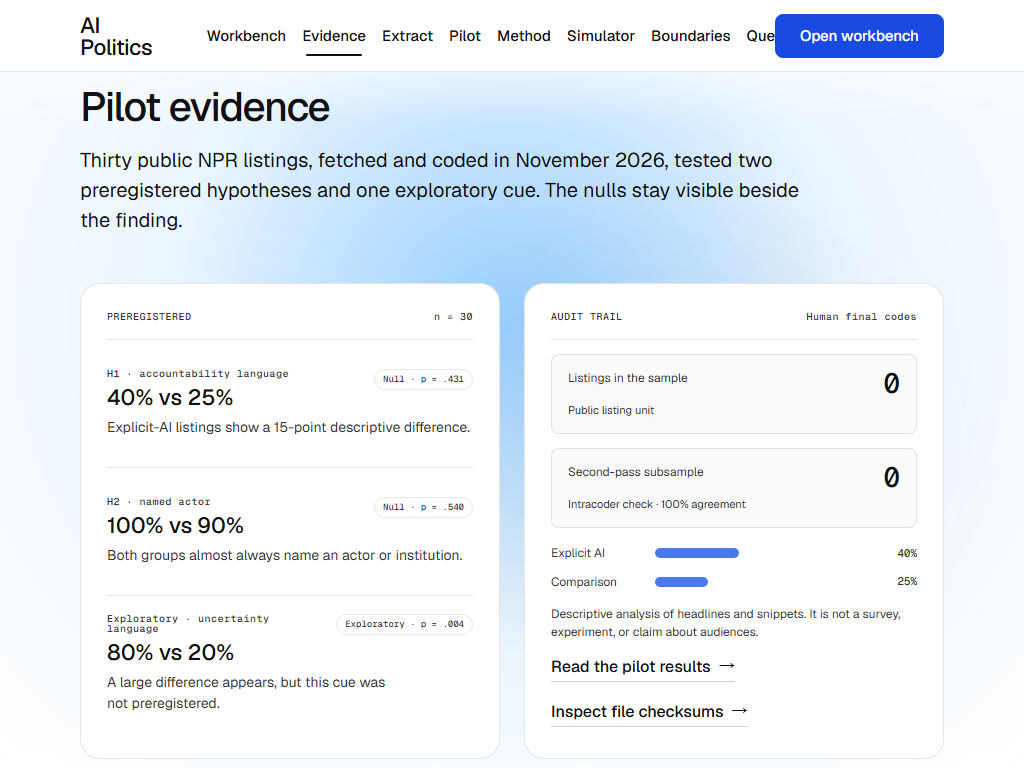 AI
Politics
Workbench Evidence Extract Pilot Method Simulator Boundaries Que
Open workbench
Pilot evidence
Thirty public NPR listings, fetched and coded in November 2026, tested two
preregistered hypotheses and one exploratory cue. The nulls stay visible beside
the finding.
PREREGISTERED n = 30
H1 · accountability language
Null · p = .431
40% vs 25%
Explicit-AI listings show a 15-point descriptive difference.
H2 · named actor
Null · p = .540
100% vs 90%
Both groups almost always name an actor or institution.
Exploratory · uncertainty
language
Exploratory · p = .004
80% vs 20%
A large difference appears, but this cue was
not preregistered.
AUDIT TRAIL Human final codes
Listings in the sample 0
Public listing unit
Second-pass subsample 0
Intracoder check · 100% agreement
Explicit AI 40%
Comparison 25%
Descriptive analysis of headlines and snippets. It is not a survey,
experiment, or claim about audiences.
Read the pilot results →
Inspect file checksums →